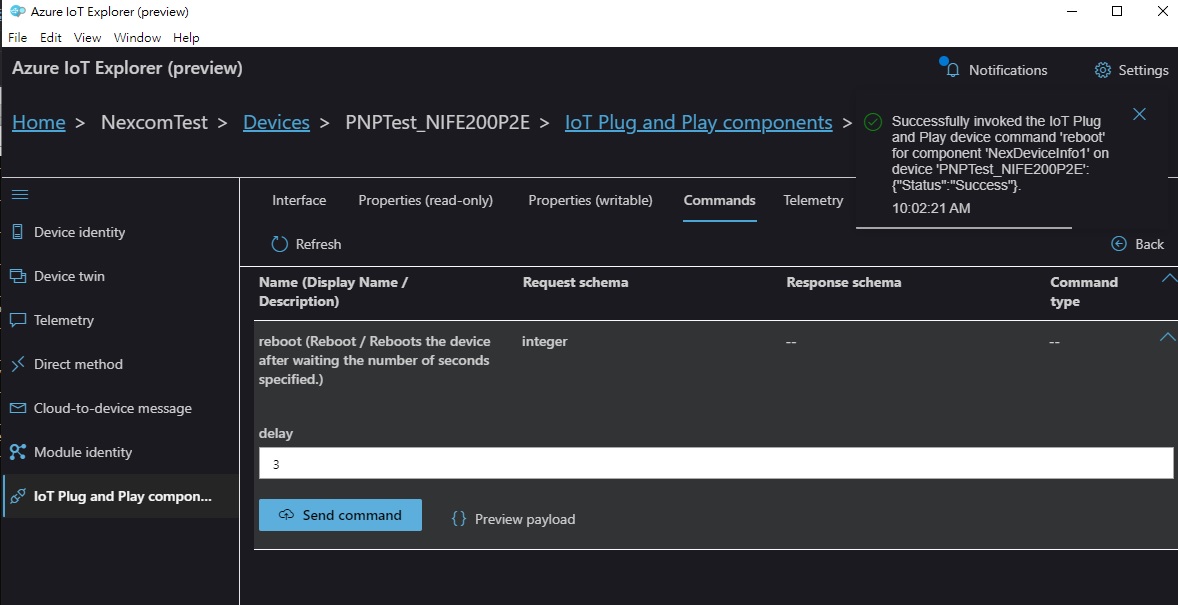 Azure IoT Explorer (preview)
File Edit View Window Help
Azure IoT Explorer (preview)
Notifications
Settings
Home > NexcomTest > Devices > PNPTest_NIFE200P2E > IoT Plug and Play components >
Successfully invoked the IoT Plug
and Play device command 'reboot'
for component 'NexDeviceInfo1' on
device 'PNPTest_NIFE200P2E':
{"Status":"Success"}.
10:02:21 AM
Device identity
Device twin
Telemetry
Direct method
Cloud-to-device message
Module identity
IoT Plug and Play compon...
Interface Properties (read-only) Properties (writable) Commands Telemetry
Refresh
Back
Name (Display Name /
Description)
Request schema
Response schema
Command
type
reboot (Reboot / Reboots the device
after waiting the number of seconds
specified.)
integer
--
--
delay
3
Send command
{} Preview payload